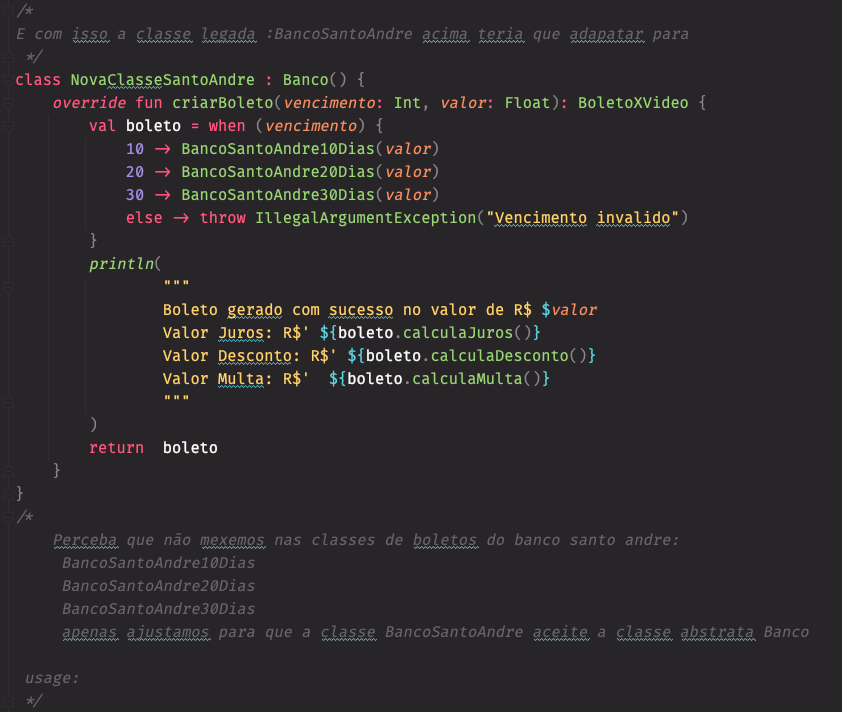 /*
E com isso a classe legada :BancoSantoAndre acima teria que adapatar para
*/
class NovaClasseSantoAndre : Banco() {
override fun criarBoleto(vencimento: Int, valor: Float): BoletoXVideo {
val boleto = when (vencimento) {
10 -> BancoSantoAndre10Dias(valor)
20 -> BancoSantoAndre20Dias(valor)
30 -> BancoSantoAndre30Dias(valor)
else -> throw IllegalArgumentException("Vencimento invalido")
}
println(
"""
Boleto gerado com sucesso no valor de R$ $valor
Valor Juros: R$' ${boleto.calculaJuros()}
Valor Desconto: R$' ${boleto.calculaDesconto()}
Valor Multa: R$'  ${boleto.calculaMulta()}
"""
)
return  boleto
}
}
/*
Perceba que não mexemos nas classes de boletos do banco santo andre:
BancoSantoAndre10Dias
BancoSantoAndre20Dias
BancoSantoAndre30Dias
apenas ajustamos para que a classe BancoSantoAndre aceite a classe abstrata Banco
usage:
*/